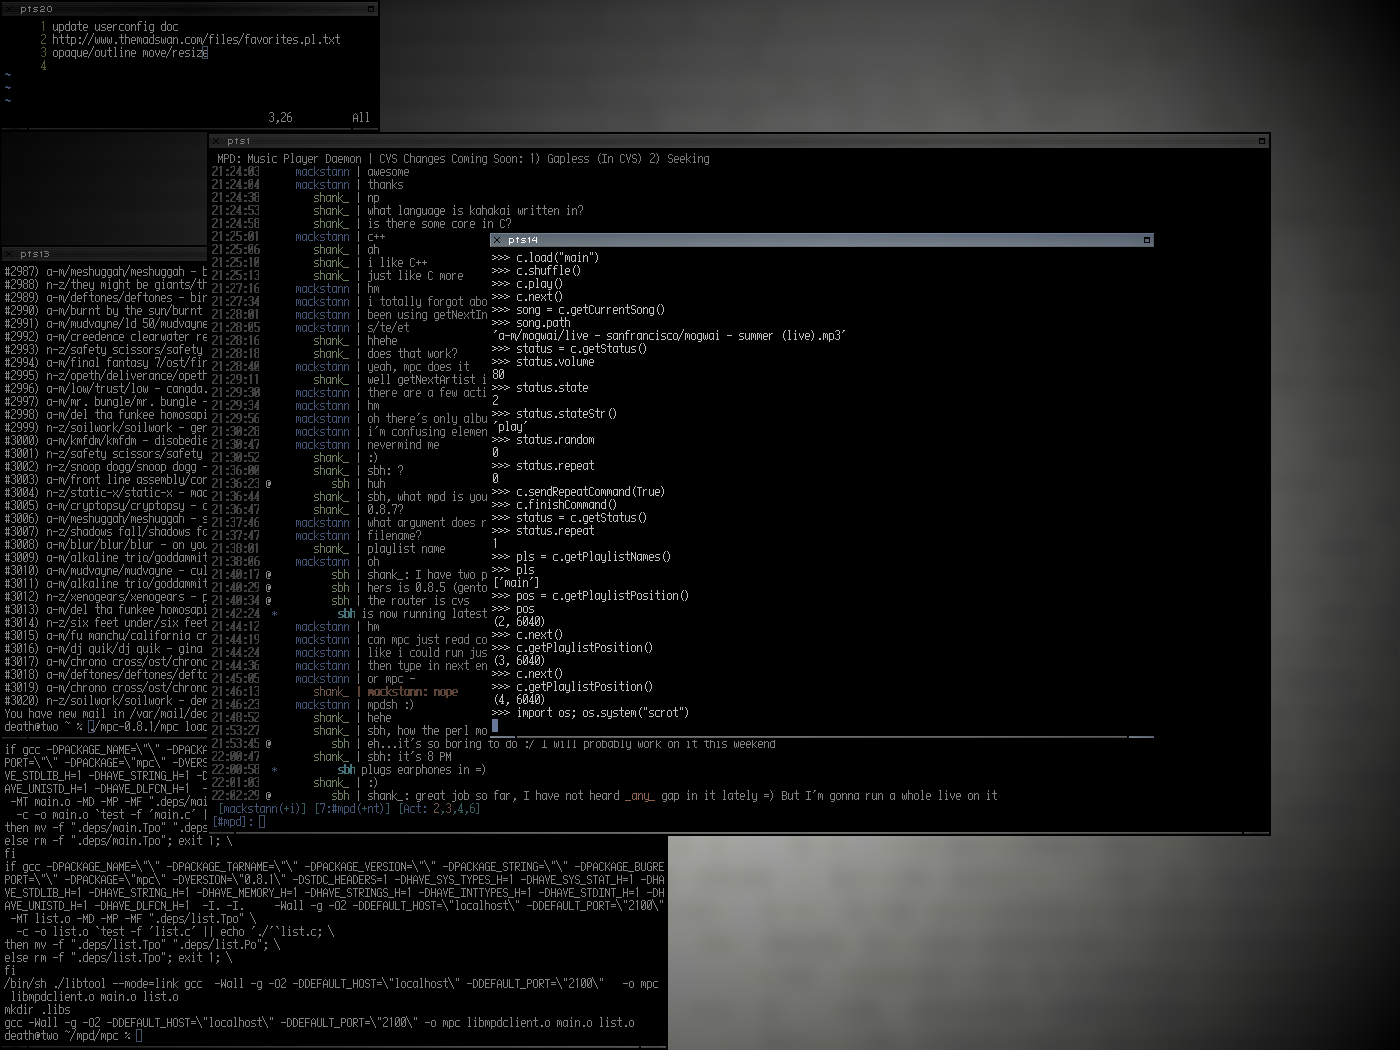 pts20
1 update userconfig doc
2 http://www.themadswan.com/files/favorites.pl.txt
3 opaque/outline move/resize
4
~
~
~
3,26 All
pts1
MPD: Music Player Daemon | CVS Changes Coming Soon: 1) Gapless (In CVS) 2) Seeking
21:24:03 mackstann | awesome
21:24:04 mackstann | thanks
21:24:38 shank_ | np
21:24:53 shank_ | what language is kahakai written in?
21:24:58 shank_ | is there some core in C?
21:25:01 mackstann | c++
21:25:06 shank_ | ah
21:25:10 shank_ | i like C++
21:25:13 shank_ | just like C more
21:27:16 mackstann | hm
21:27:34 mackstann | i totally forgot abo
21:28:01 mackstann | been using getNextIn
21:28:05 mackstann | s/te/et
21:28:16 shank_ | hhehe
21:28:18 shank_ | does that work?
21:28:40 mackstann | yeah, mpc does it
21:29:11 shank_ | well getNextArtist i
21:29:30 mackstann | there are a few acti
21:29:34 mackstann | hm
21:29:56 mackstann | oh there's only albu
21:30:28 mackstann | i'm confusing elemen
21:30:47 mackstann | nevermind me
21:30:52 shank_ | :)
21:36:00 shank_ | sbh: ?
21:36:23 @ shank_ | huh
21:36:44 shank_ | sbh, what mpd is you
21:36:47 shank_ | 0.8.7?
21:37:46 mackstann | what argument does r
21:37:47 mackstann | filename?
21:38:01 shank_ | playlist name
21:38:06 mackstann | oh
21:40:17 @ sbh | shank_: I have two p
21:40:29 @ sbh | hers is 0.8.5 (gento
21:40:34 @ sbh | the router is cvs
21:42:24 * sbh is now running latest
21:44:12 mackstann | hm
21:44:19 mackstann | can mpc just read co
21:44:24 mackstann | like i could run jus
21:44:36 mackstann | then type in next en
21:45:05 mackstann | or mpc -
21:46:13 shank_ | mackstann: nope
21:46:23 mackstann | mpdsh :)
21:48:52 shank_ | hehe
21:53:27 shank_ | sbh, how the perl mo
21:53:45 @ sbh | eh...it's so boring to do :/ I will probably work on it this weekend
22:00:47 shank_ | sbh: it's 8 PM
22:00:58 * sbh plugs earphones in =)
22:01:03 shank_ | :)
22:02:29 @ sbh | shank_: great job so far, I have not heard _any_ gap in it lately =) But I'm gonna run a whole live on it
[mackstann(+i)] [7:#mpd(+nt)] [Act: 2,3,4,6]
[#mpd]:
pts14
>>> c.load("main")
>>> c.shuffle()
>>> c.play()
>>> c.next()
>>> song = c.getCurrentSong()
>>> song.path
'a-m/mogwai/live - sanfrancisco/mogwai - summer (live).mp3'
>>> status = c.getStatus()
>>> status.volume
80
>>> status.state
2
>>> status.stateStr()
'play'
>>> status.random
0
>>> status.repeat
0
>>> c.sendRepeatCommand(True)
>>> c.finishCommand()
>>> status = c.getStatus()
>>> status.repeat
1
>>> pls = c.getPlaylistNames()
>>> pls
['main']
>>> pos = c.getPlaylistPosition()
>>> pos
(2, 6040)
>>> c.next()
>>> c.getPlaylistPosition()
(3, 6040)
>>> c.next()
>>> c.getPlaylistPosition()
(4, 6040)
>>> import os; os.system("scrot")
pts13
#2987) a-m/meshuggah/meshuggah - b
#2988) n-z/they might be giants/th
#2989) a-m/deftones/deftones - bir
#2990) a-m/burnt by the sun/burnt
#2991) a-m/mudvayne/ld 50/mudvayne
#2992) a-m/creedence clearwater re
#2993) n-z/safety scissors/safety
#2994) a-m/final fantasy 7/ost/fin
#2995) n-z/opeth/deliverance/opeth
#2996) a-m/low/trust/low - canada.
#2997) a-m/mr. bungle/mr. bungle -
#2998) a-m/del tha funkee homosapi
#2999) n-z/soilwork/soilwork - gen
#3000) a-m/kmfdm/kmfdm - disobedie
#3001) n-z/safety scissors/safety
#3002) n-z/snoop dogg/snoop dogg -
#3003) a-m/front line assembly/con
#3004) n-z/static-x/static-x - mac
#3005) a-m/cryptopsy/cryptopsy - c
#3006) a-m/meshuggah/meshuggah - s
#3007) n-z/shadows fall/shadows fa
#3008) a-m/blur/blur/blur - on you
#3009) a-m/alkaline trio/goddammit
#3010) a-m/mudvayne/mudvayne - cul
#3011) a-m/alkaline trio/goddammit
#3012) n-z/xenogears/xenogears - p
#3013) a-m/del tha funkee homosapi
#3014) n-z/six feet under/six feet
#3015) a-m/fu manchu/california cr
#3016) a-m/dj quik/dj quik - gina
#3017) a-m/chrono cross/ost/chrono
#3018) a-m/deftones/deftones/defto
#3019) a-m/chrono cross/ost/chrono
#3020) n-z/soilwork/soilwork - dem
You have new mail in /var/mail/dea
death@two ~ % ./mpc-0.8.1/mpc load
if gcc -DPACKAGE_NAME=\"\" -DPACKA
PORT=\"\" -DPACKAGE=\"mpc\" -DVERS
VE_STDLIB_H=1 -DHAVE_STRING_H=1 -D
AVE_UNISTD_H=1 -DHAVE_DLFCN_H=1 -
-MT main.o -MD -MP -MF ".deps/mai
-c -o main.o `test -f 'main.c' |
then mv -f ".deps/main.Tpo" ".deps
else rm -f ".deps/main.Tpo"; exit 1; \
fi
if gcc -DPACKAGE_NAME=\"\" -DPACKAGE_TARNAME=\"\" -DPACKAGE_VERSION=\"\" -DPACKAGE_STRING=\"\" -DPACKAGE_BUGRE
PORT=\"\" -DPACKAGE=\"mpc\" -DVERSION=\"0.8.1\" -DSTDC_HEADERS=1 -DHAVE_SYS_TYPES_H=1 -DHAVE_SYS_STAT_H=1 -DHA
VE_STDLIB_H=1 -DHAVE_STRING_H=1 -DHAVE_MEMORY_H=1 -DHAVE_STRINGS_H=1 -DHAVE_INTTYPES_H=1 -DHAVE_STDINT_H=1 -DH
AVE_UNISTD_H=1 -DHAVE_DLFCN_H=1 -I. -I. -Wall -g -O2 -DDEFAULT_HOST=\"localhost\" -DDEFAULT_PORT=\"2100\"
-MT list.o -MD -MP -MF ".deps/list.Tpo" \
-c -o list.o `test -f 'list.c' || echo './'`list.c; \
then mv -f ".deps/list.Tpo" ".deps/list.Po"; \
else rm -f ".deps/list.Tpo"; exit 1; \
fi
/bin/sh ./libtool --mode=link gcc -Wall -g -O2 -DDEFAULT_HOST=\"localhost\" -DDEFAULT_PORT=\"2100\" -o mpc
libmpdclient.o main.o list.o
mkdir .libs
gcc -Wall -g -O2 -DDEFAULT_HOST=\"localhost\" -DDEFAULT_PORT=\"2100\" -o mpc libmpdclient.o main.o list.o
death@two ~/mpd/mpc %